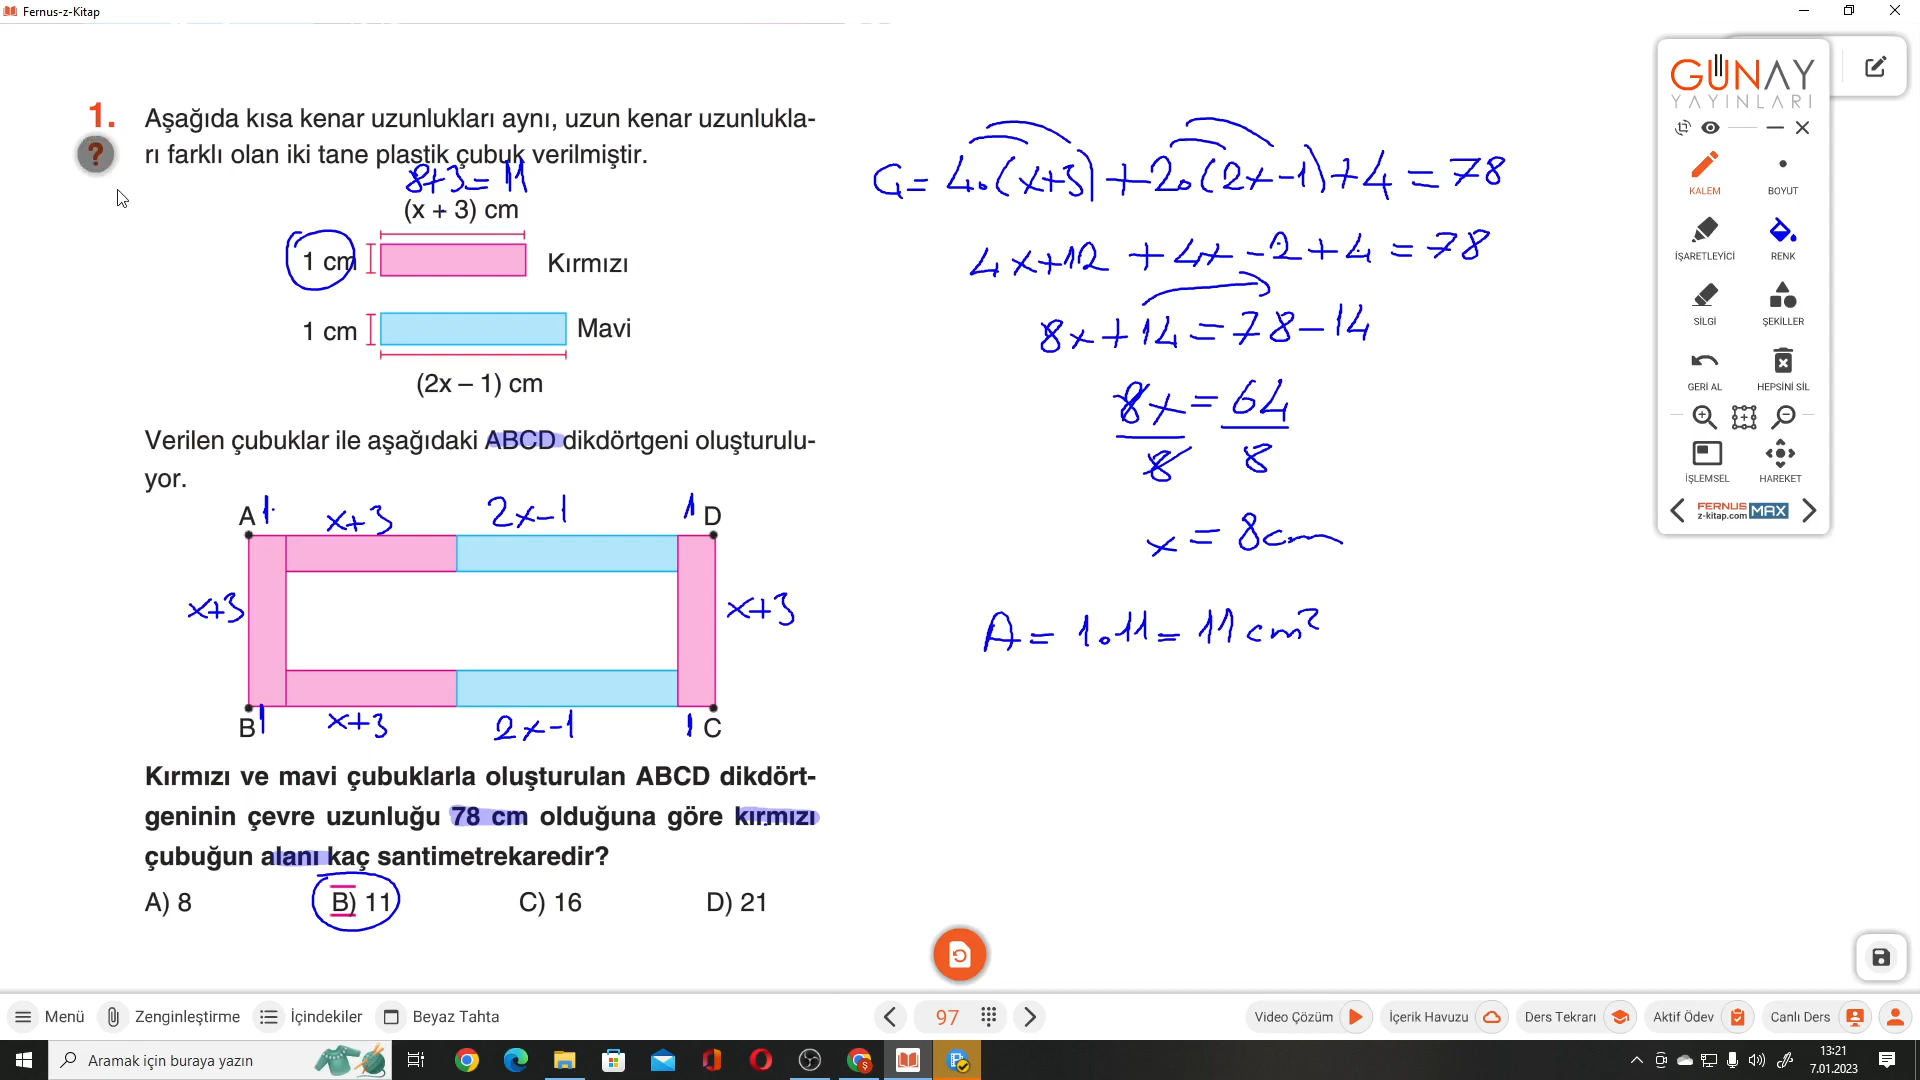 Fernus-z-Kitap
1. Aşağıda kısa kenar uzunlukları aynı, uzun kenar uzunlukla-
rı farklı olan iki tane plastik çubuk verilmiştir.
?
8+3=11
(x + 3) cm
1 cm
Kırmızı
1 cm
Mavi
(2x – 1) cm
Verilen çubuklar ile aşağıdaki ABCD dikdörtgeni oluşturulu-
yor.
A 1 x+3 2x-1 1 D
x+3 x+3
B 1 x+3 2x-1 1 C
Kırmızı ve mavi çubuklarla oluşturulan ABCD dikdört-
geninin çevre uzunluğu 78 cm olduğuna göre kırmızı
çubuğun alanı kaç santimetrekaredir?
A) 8 B) 11 C) 16 D) 21
Ç= 4.(x+3)+2.(2x-1)+4=78
4x+12 +4x-2+4=78
8x+14=78-14
8x=64
8 8
x = 8cm
A= 1.11= 11 cm²
GÜNAY
YAYINLARI
KALEM BOYUT
İŞARETLEYİCİ RENK
SİLGİ ŞEKİLLER
GERİ AL HEPSİNİ SİL
İŞLEMSEL HAREKET
FERNUS
z-kitap.com MAX
Menü Zenginleştirme İçindekiler Beyaz Tahta 97 Video Çözüm İçerik Havuzu Ders Tekrarı Aktif Ödev Canlı Ders
Aramak için buraya yazın
13:21
7.01.2023